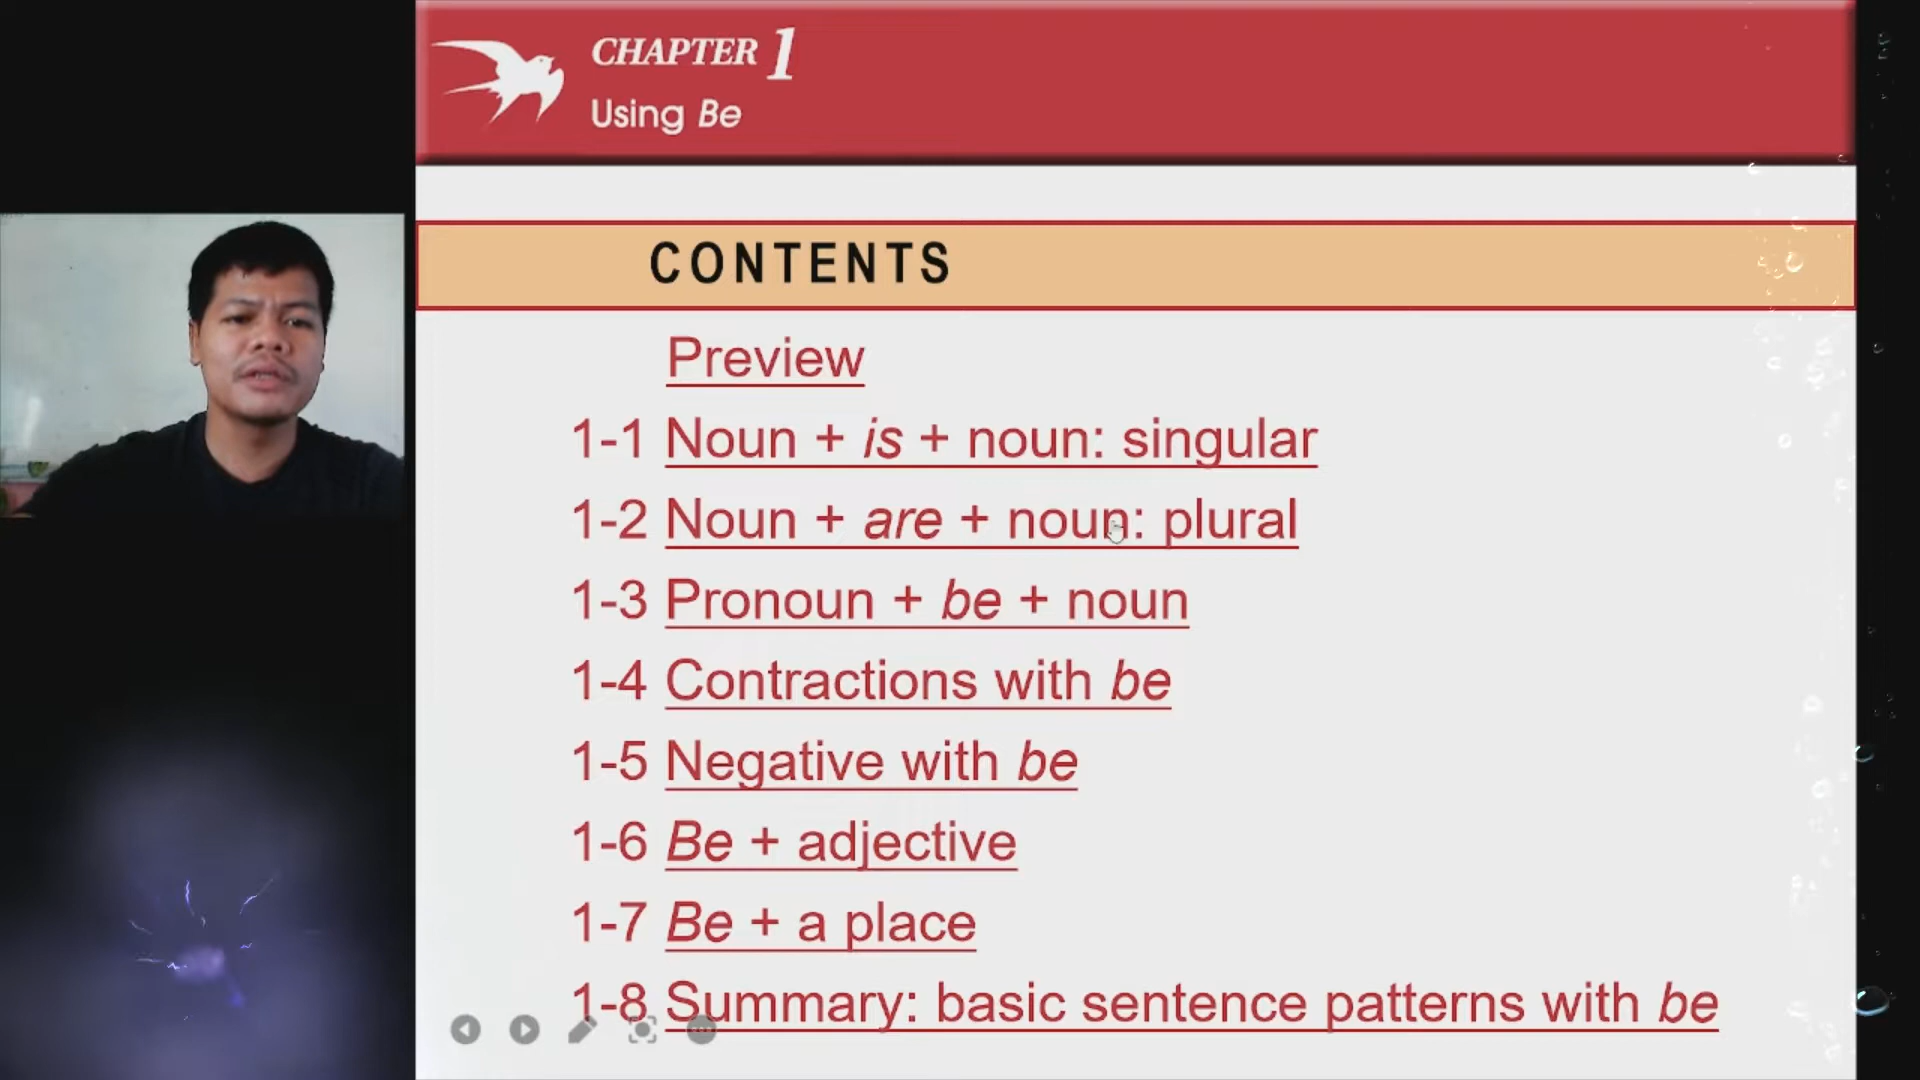 CHAPTER 1
Using Be
CONTENTS
Preview
1-1 Noun + is + noun: singular
1-2 Noun + are + noun: plural
1-3 Pronoun + be + noun
1-4 Contractions with be
1-5 Negative with be
1-6 Be + adjective
1-7 Be + a place
1-8 Summary: basic sentence patterns with be